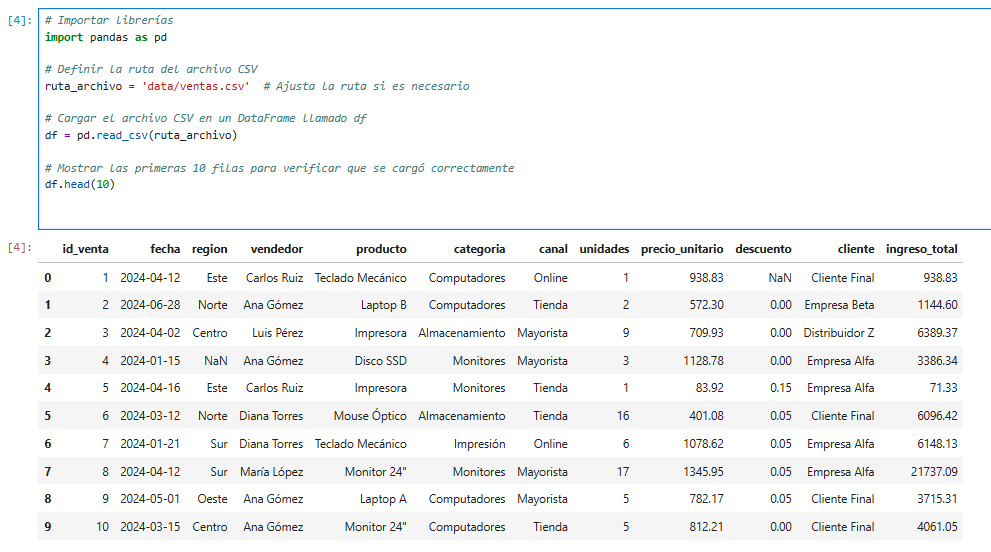 [4]: # Importar librerías
import pandas as pd
# Definir la ruta del archivo CSV
ruta_archivo = 'data/ventas.csv'  # Ajusta la ruta si es necesario
# Cargar el archivo CSV en un DataFrame llamado df
df = pd.read_csv(ruta_archivo)
# Mostrar las primeras 10 filas para verificar que se cargó correctamente
df.head(10)
[4]: id_venta fecha region vendedor producto categoria canal unidades precio_unitario descuento cliente ingreso_total
0 1 2024-04-12 Este Carlos Ruiz Teclado Mecánico Computadores Online 1 938.83 NaN Cliente Final 938.83
1 2 2024-06-28 Norte Ana Gómez Laptop B Computadores Tienda 2 572.30 0.00 Empresa Beta 1144.60
2 3 2024-04-02 Centro Luis Pérez Impresora Almacenamiento Mayorista 9 709.93 0.00 Distribuidor Z 6389.37
3 4 2024-01-15 NaN Ana Gómez Disco SSD Monitores Mayorista 3 1128.78 0.00 Empresa Alfa 3386.34
4 5 2024-04-16 Este Carlos Ruiz Impresora Monitores Tienda 1 83.92 0.15 Empresa Alfa 71.33
5 6 2024-03-12 Norte Diana Torres Mouse Óptico Almacenamiento Tienda 16 401.08 0.05 Cliente Final 6096.42
6 7 2024-01-21 Sur Diana Torres Teclado Mecánico Impresión Online 6 1078.62 0.05 Empresa Alfa 6148.13
7 8 2024-04-12 Sur María López Monitor 24" Monitores Mayorista 17 1345.95 0.05 Empresa Alfa 21737.09
8 9 2024-05-01 Oeste Ana Gómez Laptop A Computadores Mayorista 5 782.17 0.05 Cliente Final 3715.31
9 10 2024-03-15 Centro Ana Gómez Monitor 24" Computadores Tienda 5 812.21 0.00 Cliente Final 4061.05